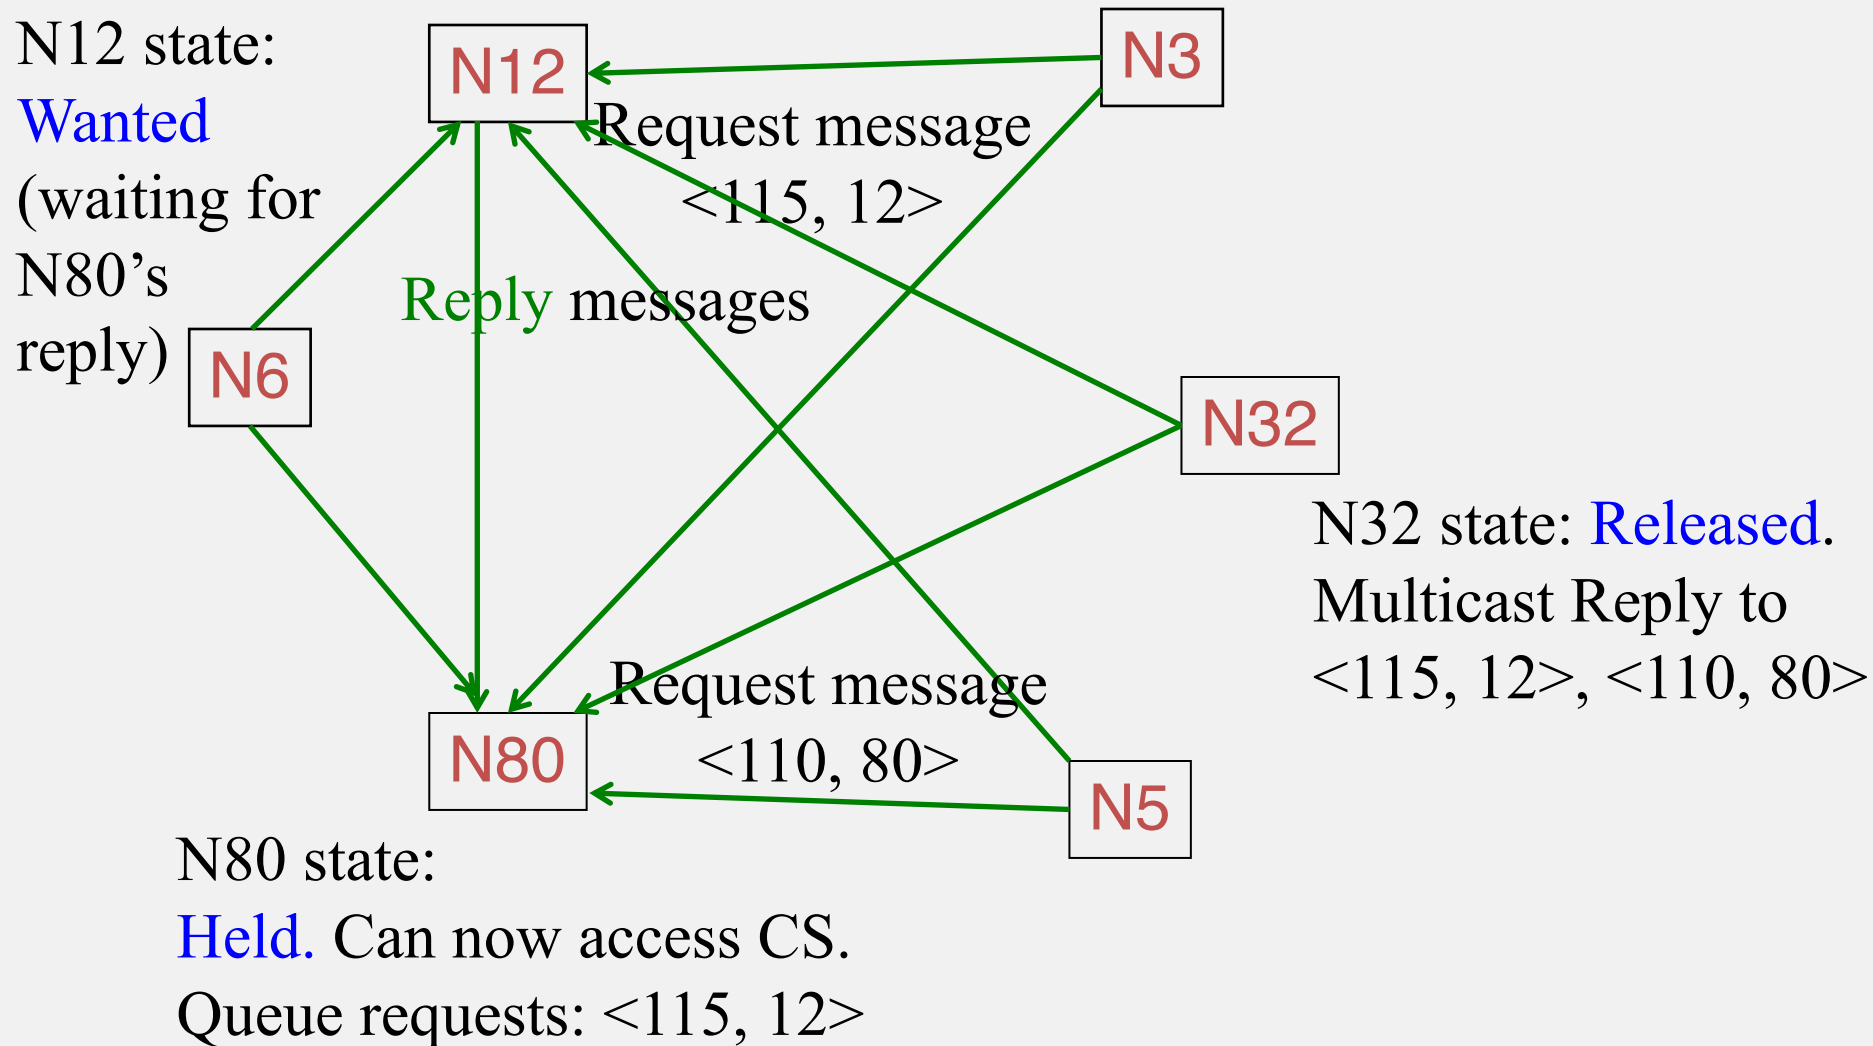 N12 state:
Wanted
(waiting for
N80’s
reply)
N12
N3
Request message
<115, 12>
Reply messages
N6
N32
N32 state: Released.
Multicast Reply to
<115, 12>, <110, 80>
Request message
<110, 80>
N80
N5
N80 state:
Held. Can now access CS.
Queue requests: <115, 12>